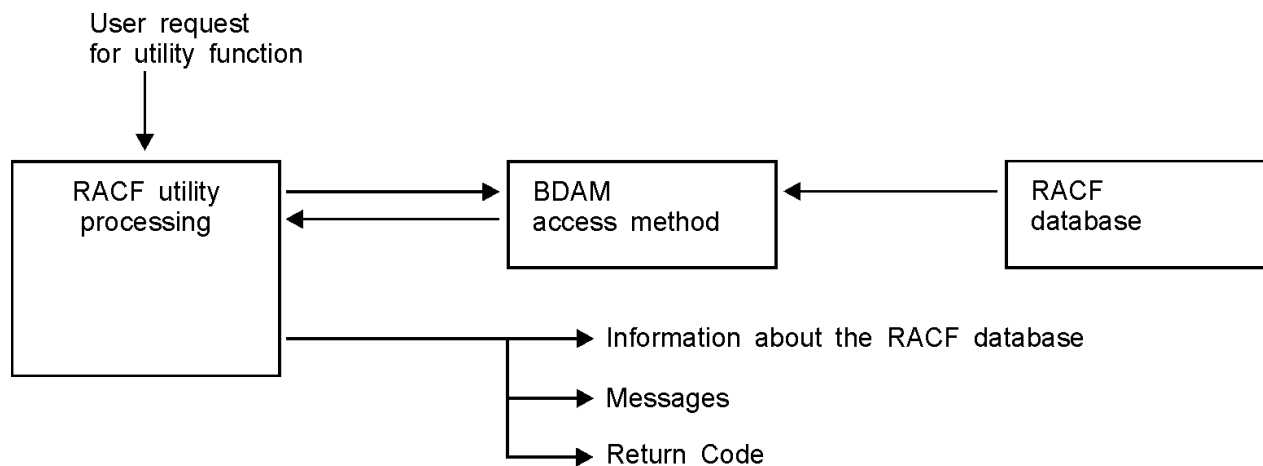 User request
for utility function
RACF utility
processing
BDAM
access method
RACF
database
Information about the RACF database
Messages
Return Code